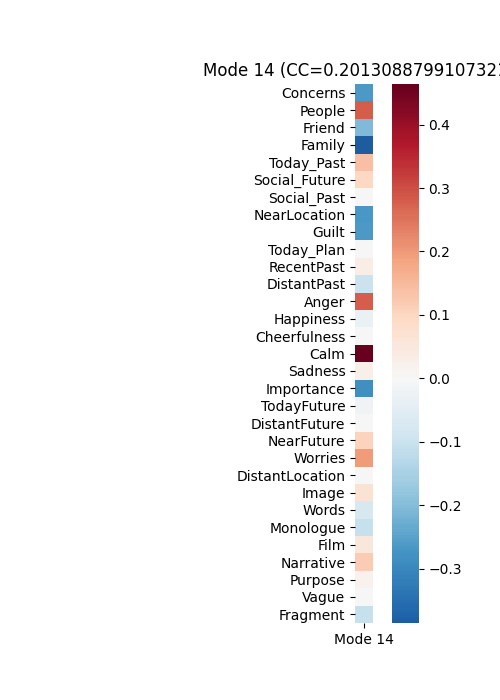 Mode 14 (CC=0.2013088799107321
Concerns
People
Friend
Family
Today_Past
Social_Future
Social_Past
NearLocation
Guilt
Today_Plan
RecentPast
DistantPast
Anger
Happiness
Cheerfulness
Calm
Sadness
Importance
TodayFuture
DistantFuture
NearFuture
Worries
DistantLocation
Image
Words
Monologue
Film
Narrative
Purpose
Vague
Fragment
Mode 14
0.4
0.3
0.2
0.1
0.0
−0.1
−0.2
−0.3